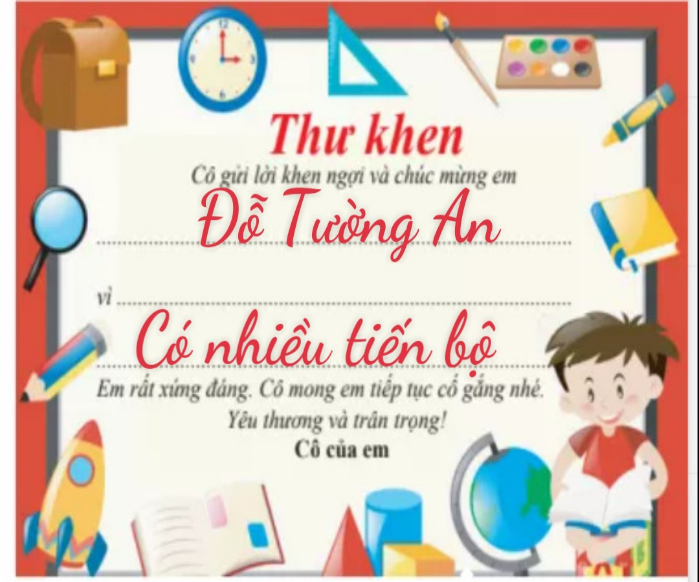 Thư khen
Cô gửi lời khen ngợi và chúc mừng em
Đỗ Tường An
vì
Có nhiều tiến bộ
Em rất xứng đáng. Cô mong em tiếp tục cố gắng nhé.
Yêu thương và trân trọng!
Cô của em